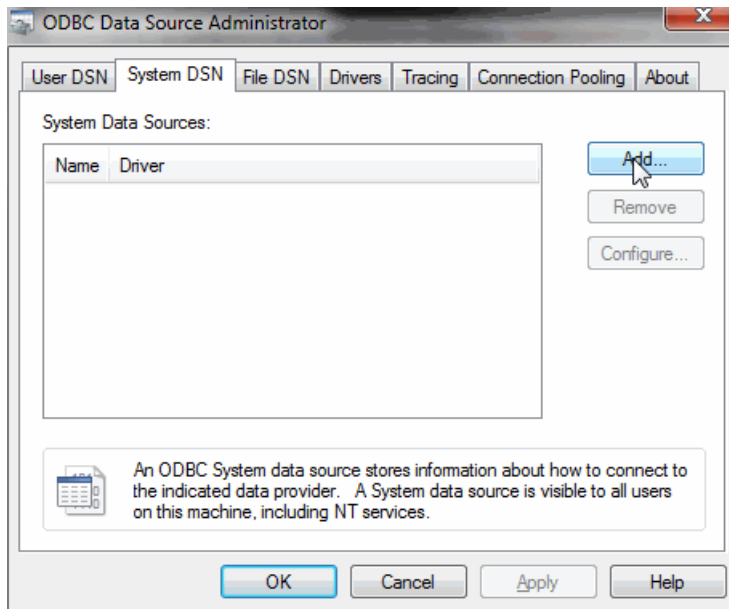 ODBC Data Source Administrator
User DSN System DSN File DSN Drivers Tracing Connection Pooling About
System Data Sources:
Name Driver
Add...
Remove
Configure...
An ODBC System data source stores information about how to connect to
the indicated data provider. A System data source is visible to all users
on this machine, including NT services.
OK Cancel Apply Help